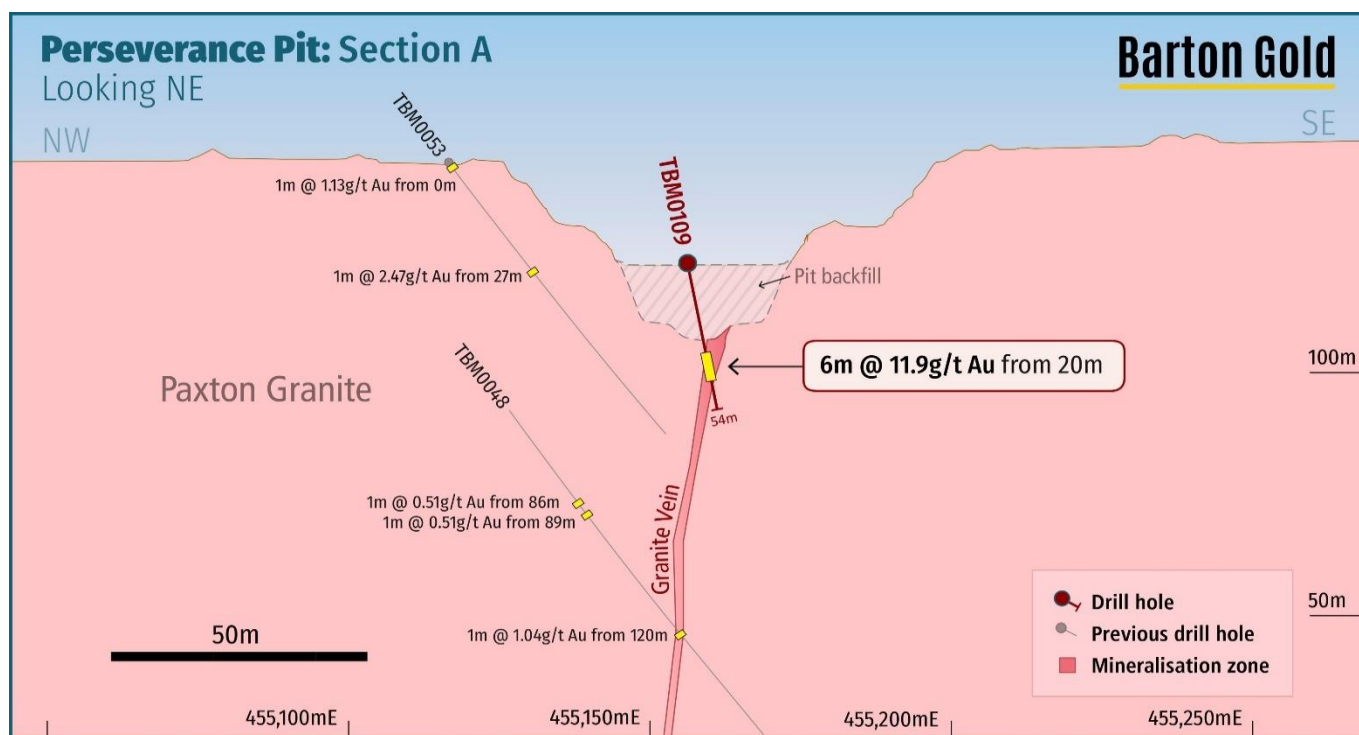 Perseverance Pit: Section A
Looking NE
Barton Gold
NW
SE
TBM0053
1m @ 1.13g/t Au from 0m
TBM0109
1m @ 2.47g/t Au from 27m
Pit backfill
6m @ 11.9g/t Au from 20m
100m
Paxton Granite
TBM0048
54m
1m @ 0.51g/t Au from 86m
1m @ 0.51g/t Au from 89m
Granite Vein
Drill hole
Previous drill hole
Mineralisation zone
50m
50m
1m @ 1.04g/t Au from 120m
455,100mE
455,150mE
455,200mE
455,250mE